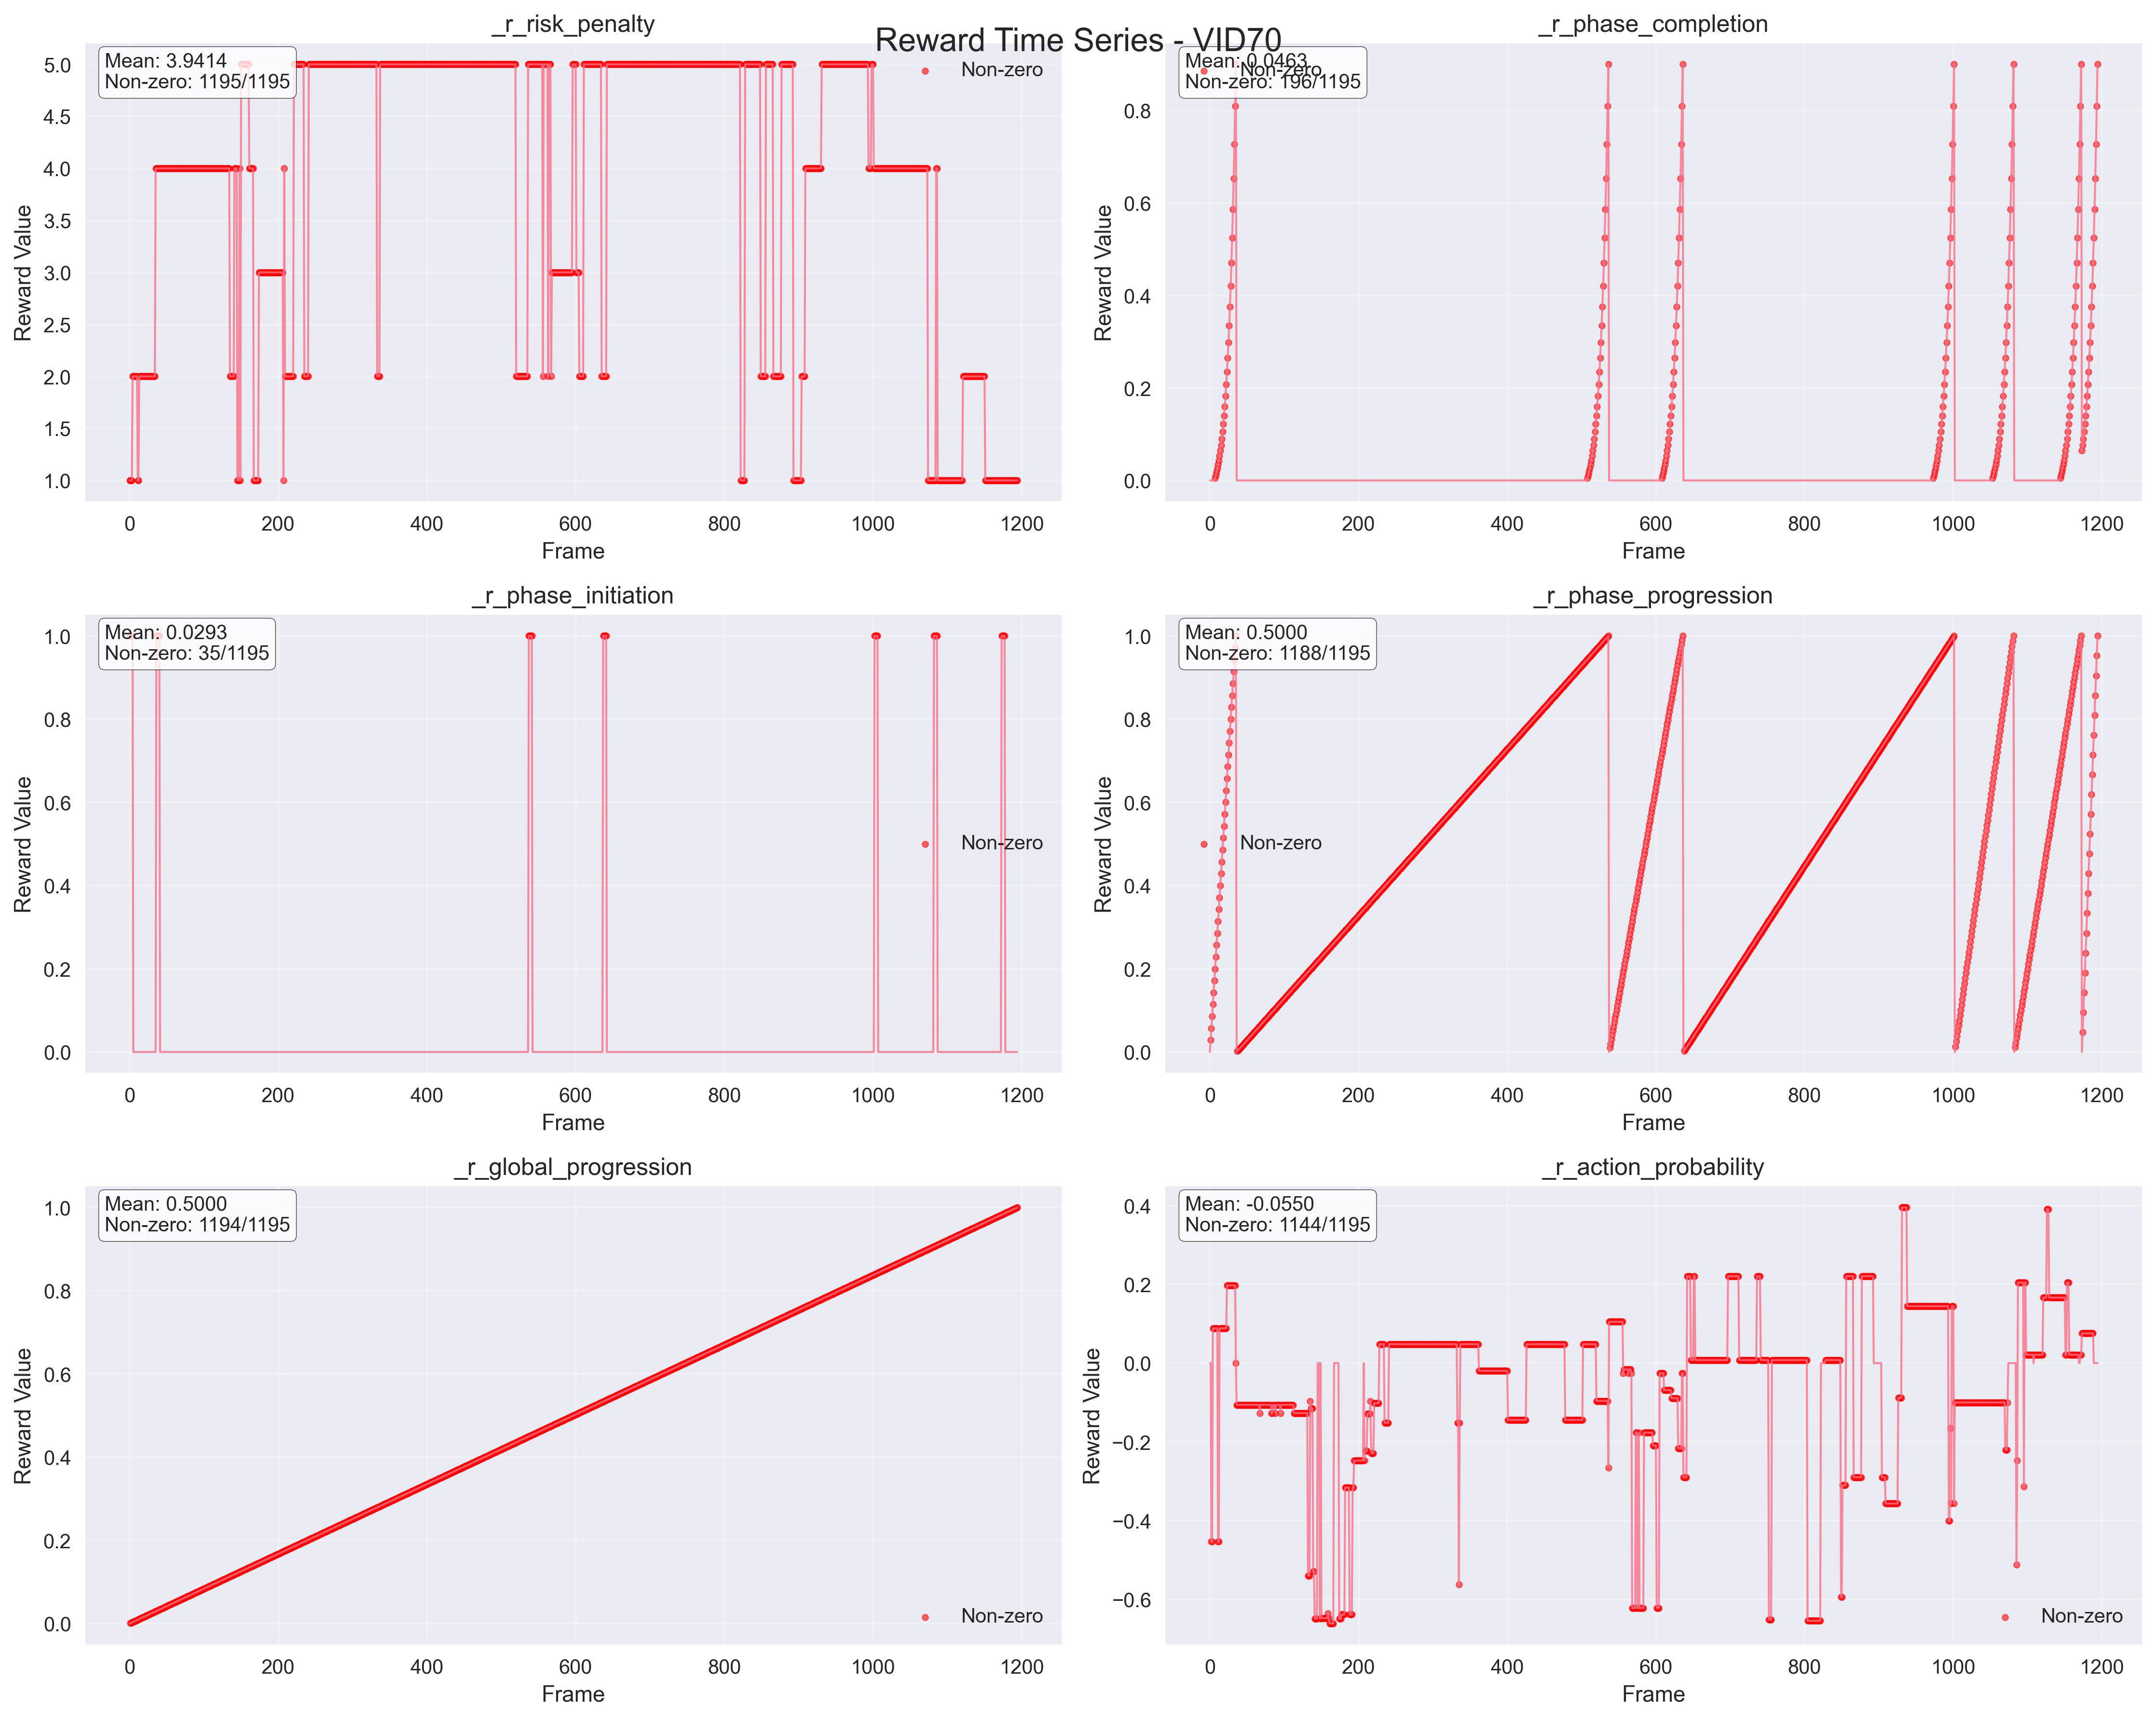 Reward Time Series - VID70
_r_risk_penalty
Mean: 3.9414
Non-zero: 1195/1195
Non-zero
Reward Value
5.0
4.5
4.0
3.5
3.0
2.5
2.0
1.5
1.0
0 200 400 600 800 1000 1200
Frame
_r_phase_completion
Mean: 0.0463
Non-zero: 196/1195
Non-zero
Reward Value
0.8
0.6
0.4
0.2
0.0
0 200 400 600 800 1000 1200
Frame
_r_phase_initiation
Mean: 0.0293
Non-zero: 35/1195
Non-zero
Reward Value
1.0
0.8
0.6
0.4
0.2
0.0
0 200 400 600 800 1000 1200
Frame
_r_phase_progression
Mean: 0.5000
Non-zero: 1188/1195
Non-zero
Reward Value
1.0
0.8
0.6
0.4
0.2
0.0
0 200 400 600 800 1000 1200
Frame
_r_global_progression
Mean: 0.5000
Non-zero: 1194/1195
Non-zero
Reward Value
1.0
0.8
0.6
0.4
0.2
0.0
0 200 400 600 800 1000 1200
Frame
_r_action_probability
Mean: -0.0550
Non-zero: 1144/1195
Non-zero
Reward Value
0.4
0.2
0.0
−0.2
−0.4
−0.6
0 200 400 600 800 1000 1200
Frame